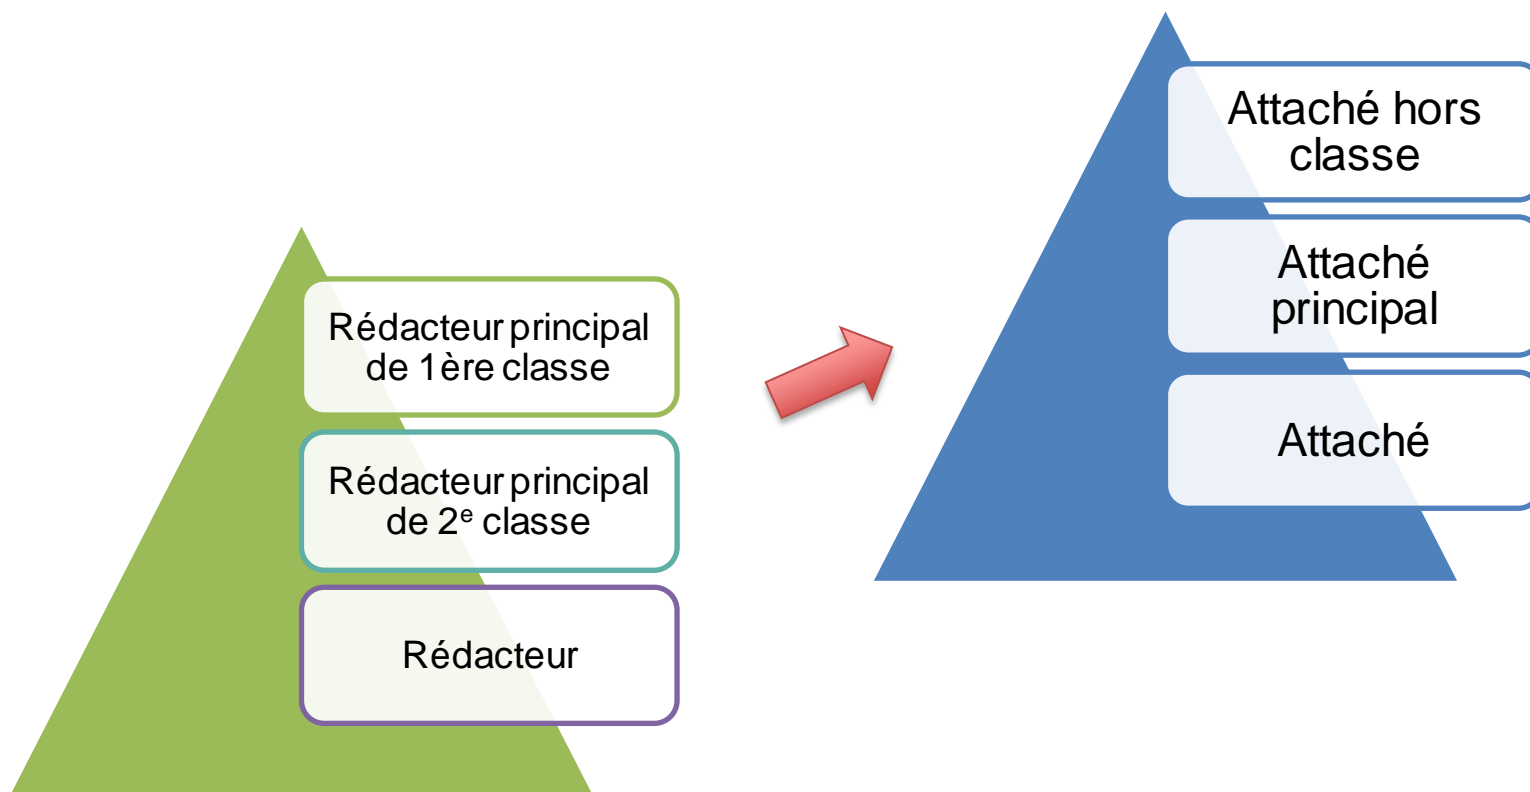 Rédacteur principal
de 1ère classe
Rédacteur principal
de 2e classe
Rédacteur
Attaché hors
classe
Attaché
principal
Attaché